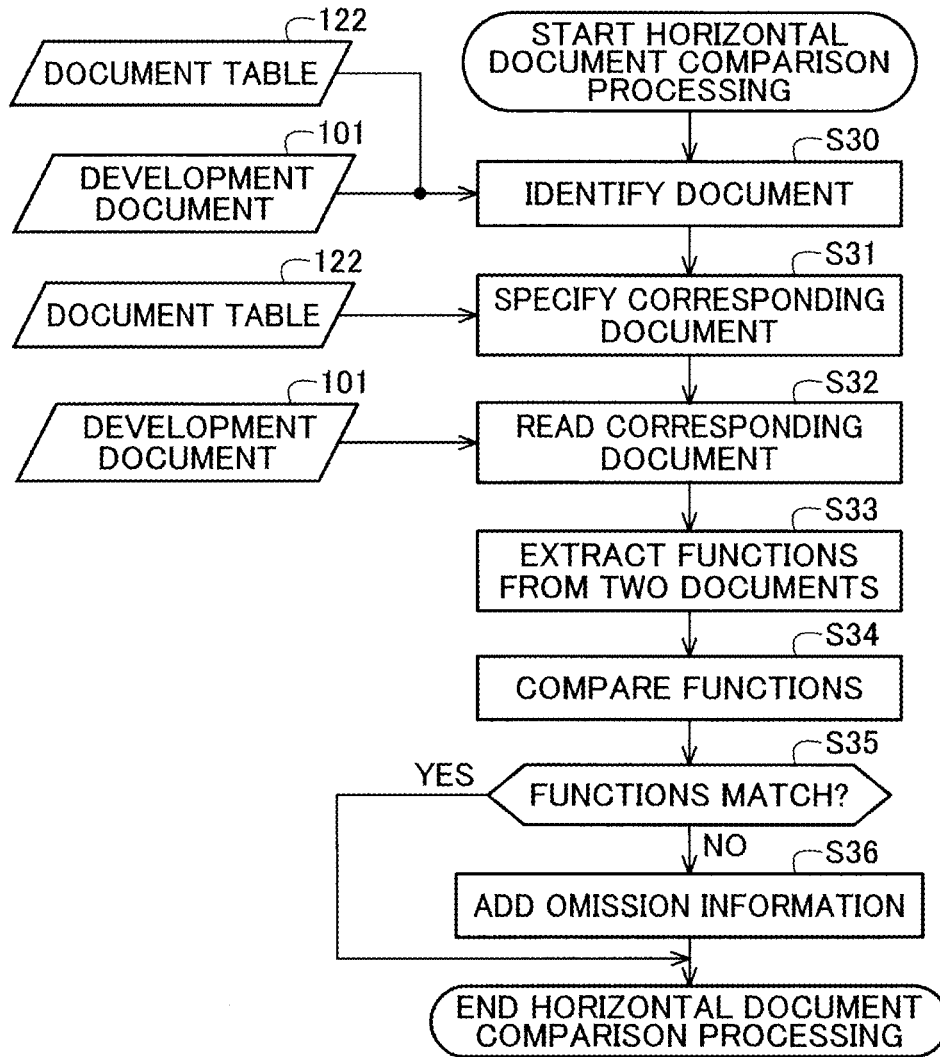 122
DOCUMENT TABLE
START HORIZONTAL
DOCUMENT COMPARISON
PROCESSING
101
DEVELOPMENT
DOCUMENT
S30
IDENTIFY DOCUMENT
122
DOCUMENT TABLE
S31
SPECIFY CORRESPONDING
DOCUMENT
101
DEVELOPMENT
DOCUMENT
S32
READ CORRESPONDING
DOCUMENT
S33
EXTRACT FUNCTIONS
FROM TWO DOCUMENTS
S34
COMPARE FUNCTIONS
S35
YES
FUNCTIONS MATCH?
NO
S36
ADD OMISSION INFORMATION
END HORIZONTAL DOCUMENT
COMPARISON PROCESSING